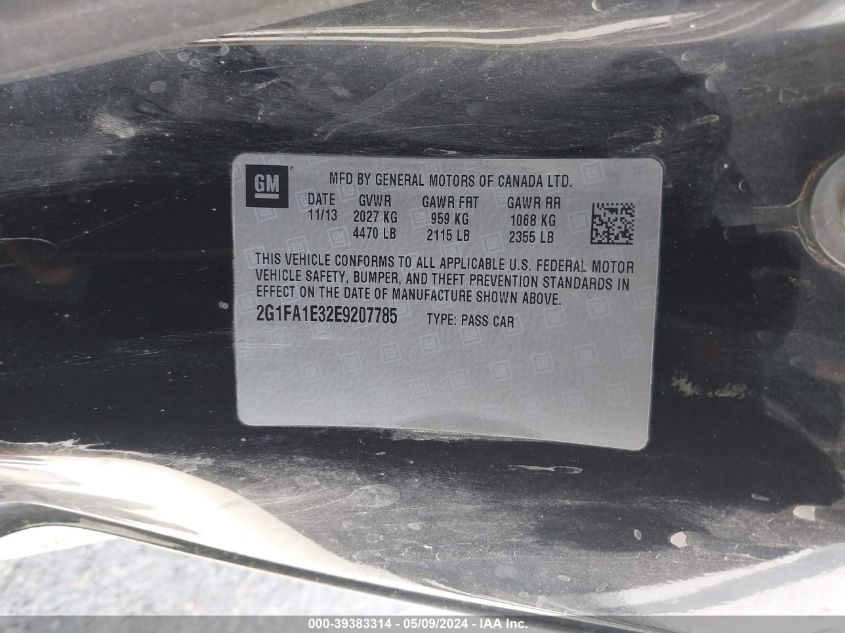 GM
MFD BY GENERAL MOTORS OF CANADA LTD.
DATE GVWR GAWR FRT GAWR RR
11/13 2027 KG 959 KG 1068 KG
4470 LB 2115 LB 2355 LB
THIS VEHICLE CONFORMS TO ALL APPLICABLE U.S. FEDERAL MOTOR
VEHICLE SAFETY, BUMPER, AND THEFT PREVENTION STANDARDS IN
EFFECT ON THE DATE OF MANUFACTURE SHOWN ABOVE.
2G1FA1E32E9207785 TYPE: PASS CAR
000-39383314 - 05/09/2024 - IAA Inc.